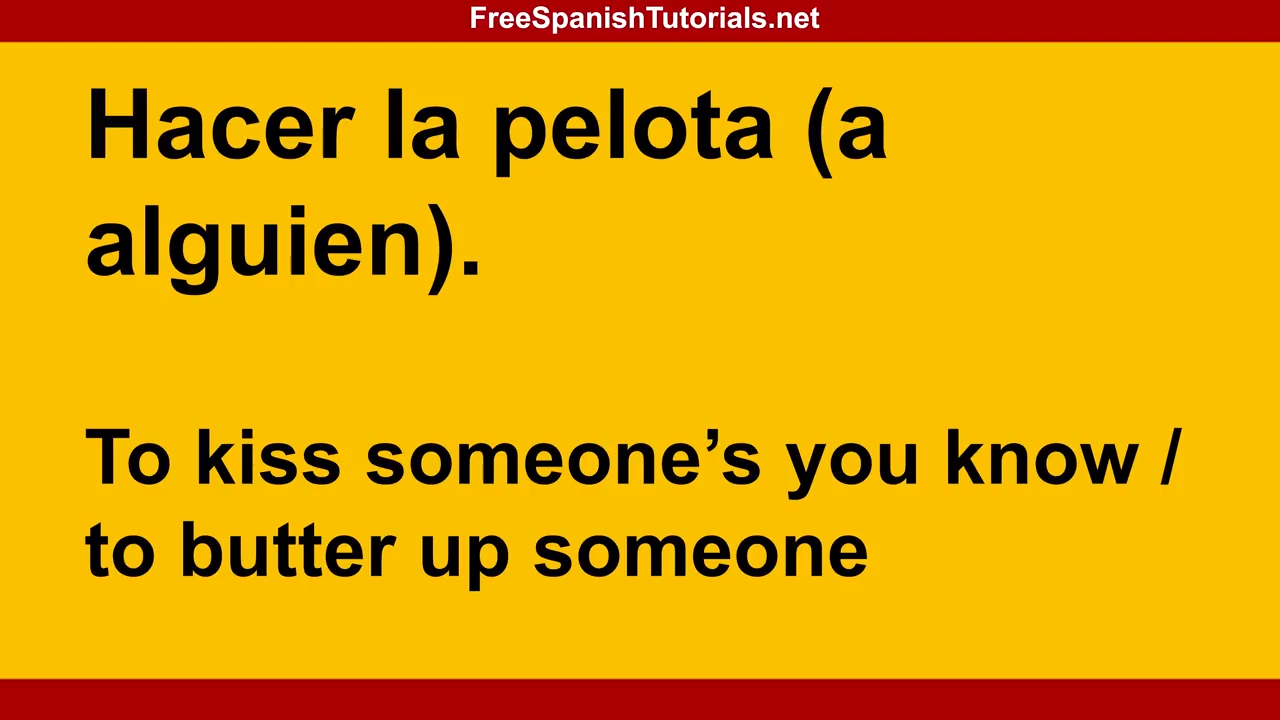 FreeSpanishTutorials.net
Hacer la pelota (a
alguien).
To kiss someone’s you know /
to butter up someone